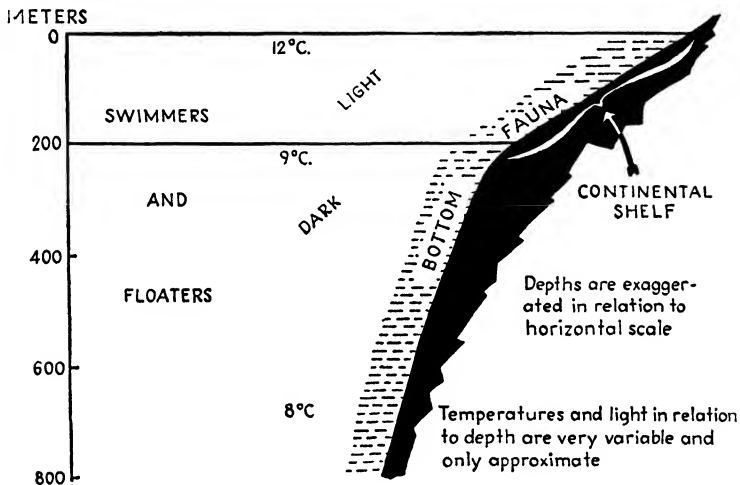 METERS
0
12°C.
LIGHT
SWIMMERS
FAUNA
200
9°C.
CONTINENTAL
SHELF
AND
DARK
BOTTOM
400
FLOATERS
Depths are exagger-
ated in relation to
horizontal scale
600
8°C
Temperatures and light in relation
to depth are very variable and
only approximate
800